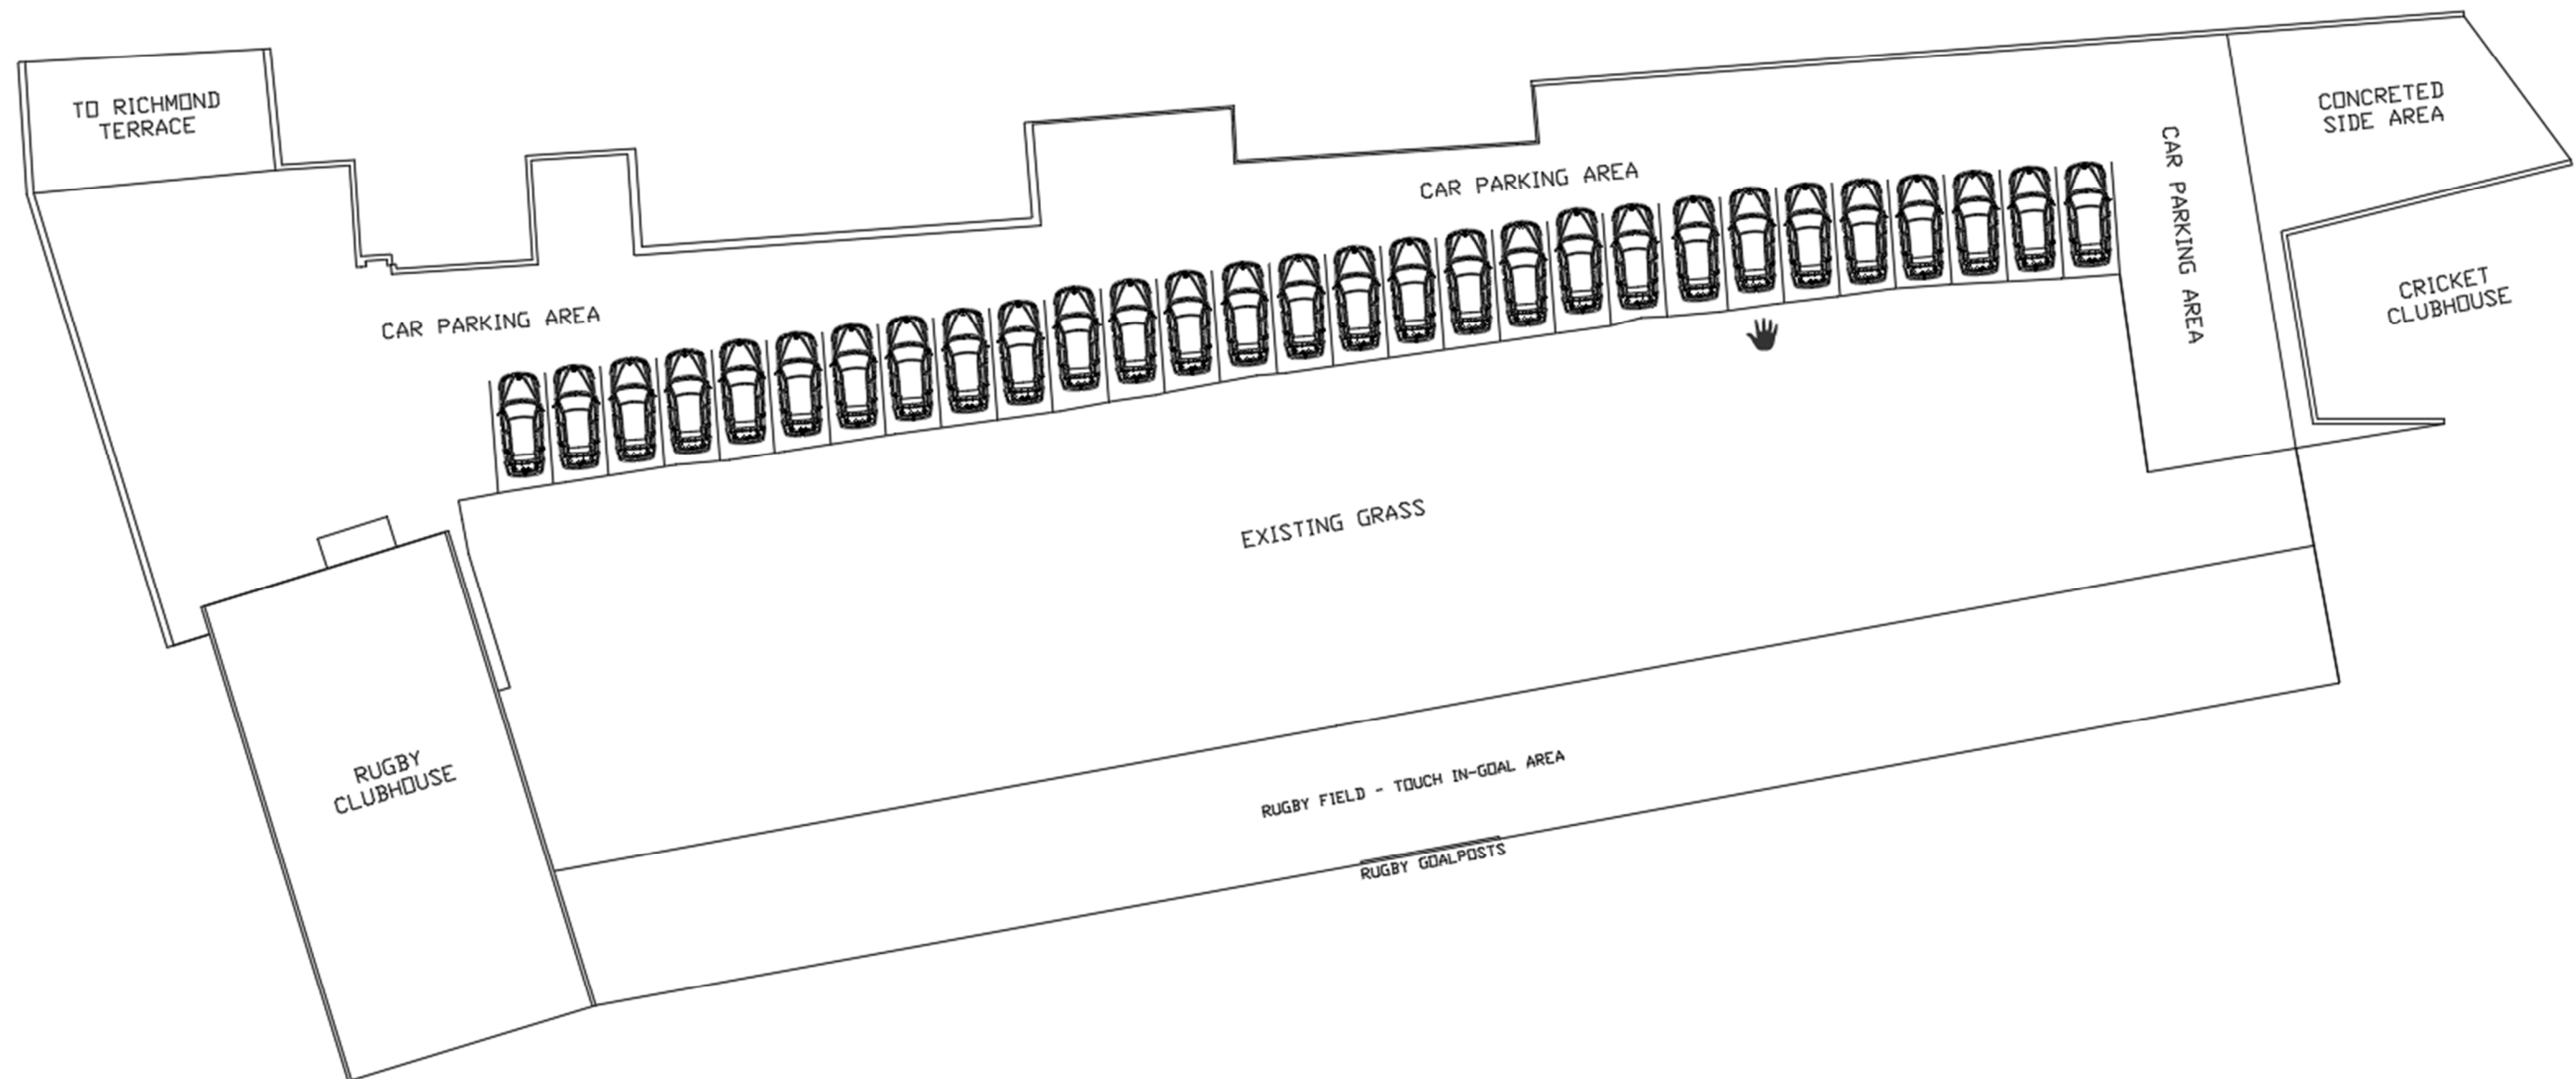 TO RICHMOND
TERRACE
CONCRETED
SIDE AREA
CAR PARKING AREA
CAR PARKING AREA
CAR PARKING AREA
CRICKET
CLUBHOUSE
EXISTING GRASS
RUGBY
CLUBHOUSE
RUGBY FIELD - TOUCH IN-GOAL AREA
RUGBY GOALPOSTS